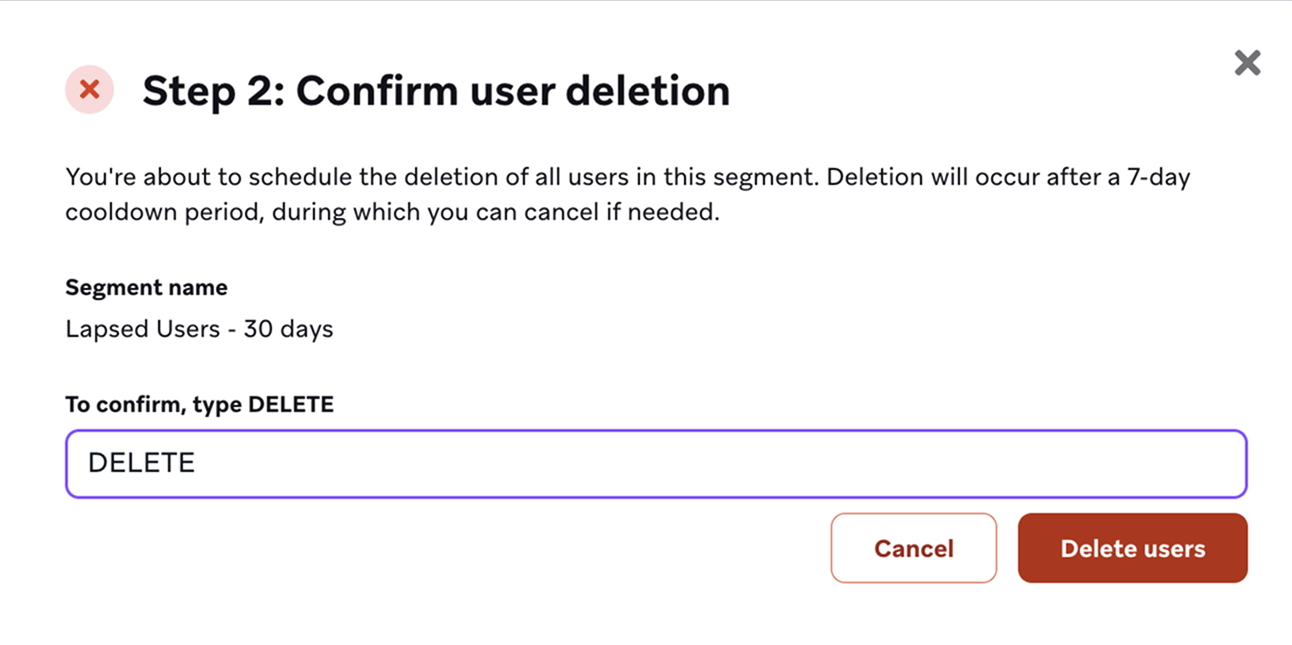 Step 2: Confirm user deletion
You're about to schedule the deletion of all users in this segment. Deletion will occur after a 7-day
cooldown period, during which you can cancel if needed.
Segment name
Lapsed Users - 30 days
To confirm, type DELETE
DELETE
Cancel
Delete users